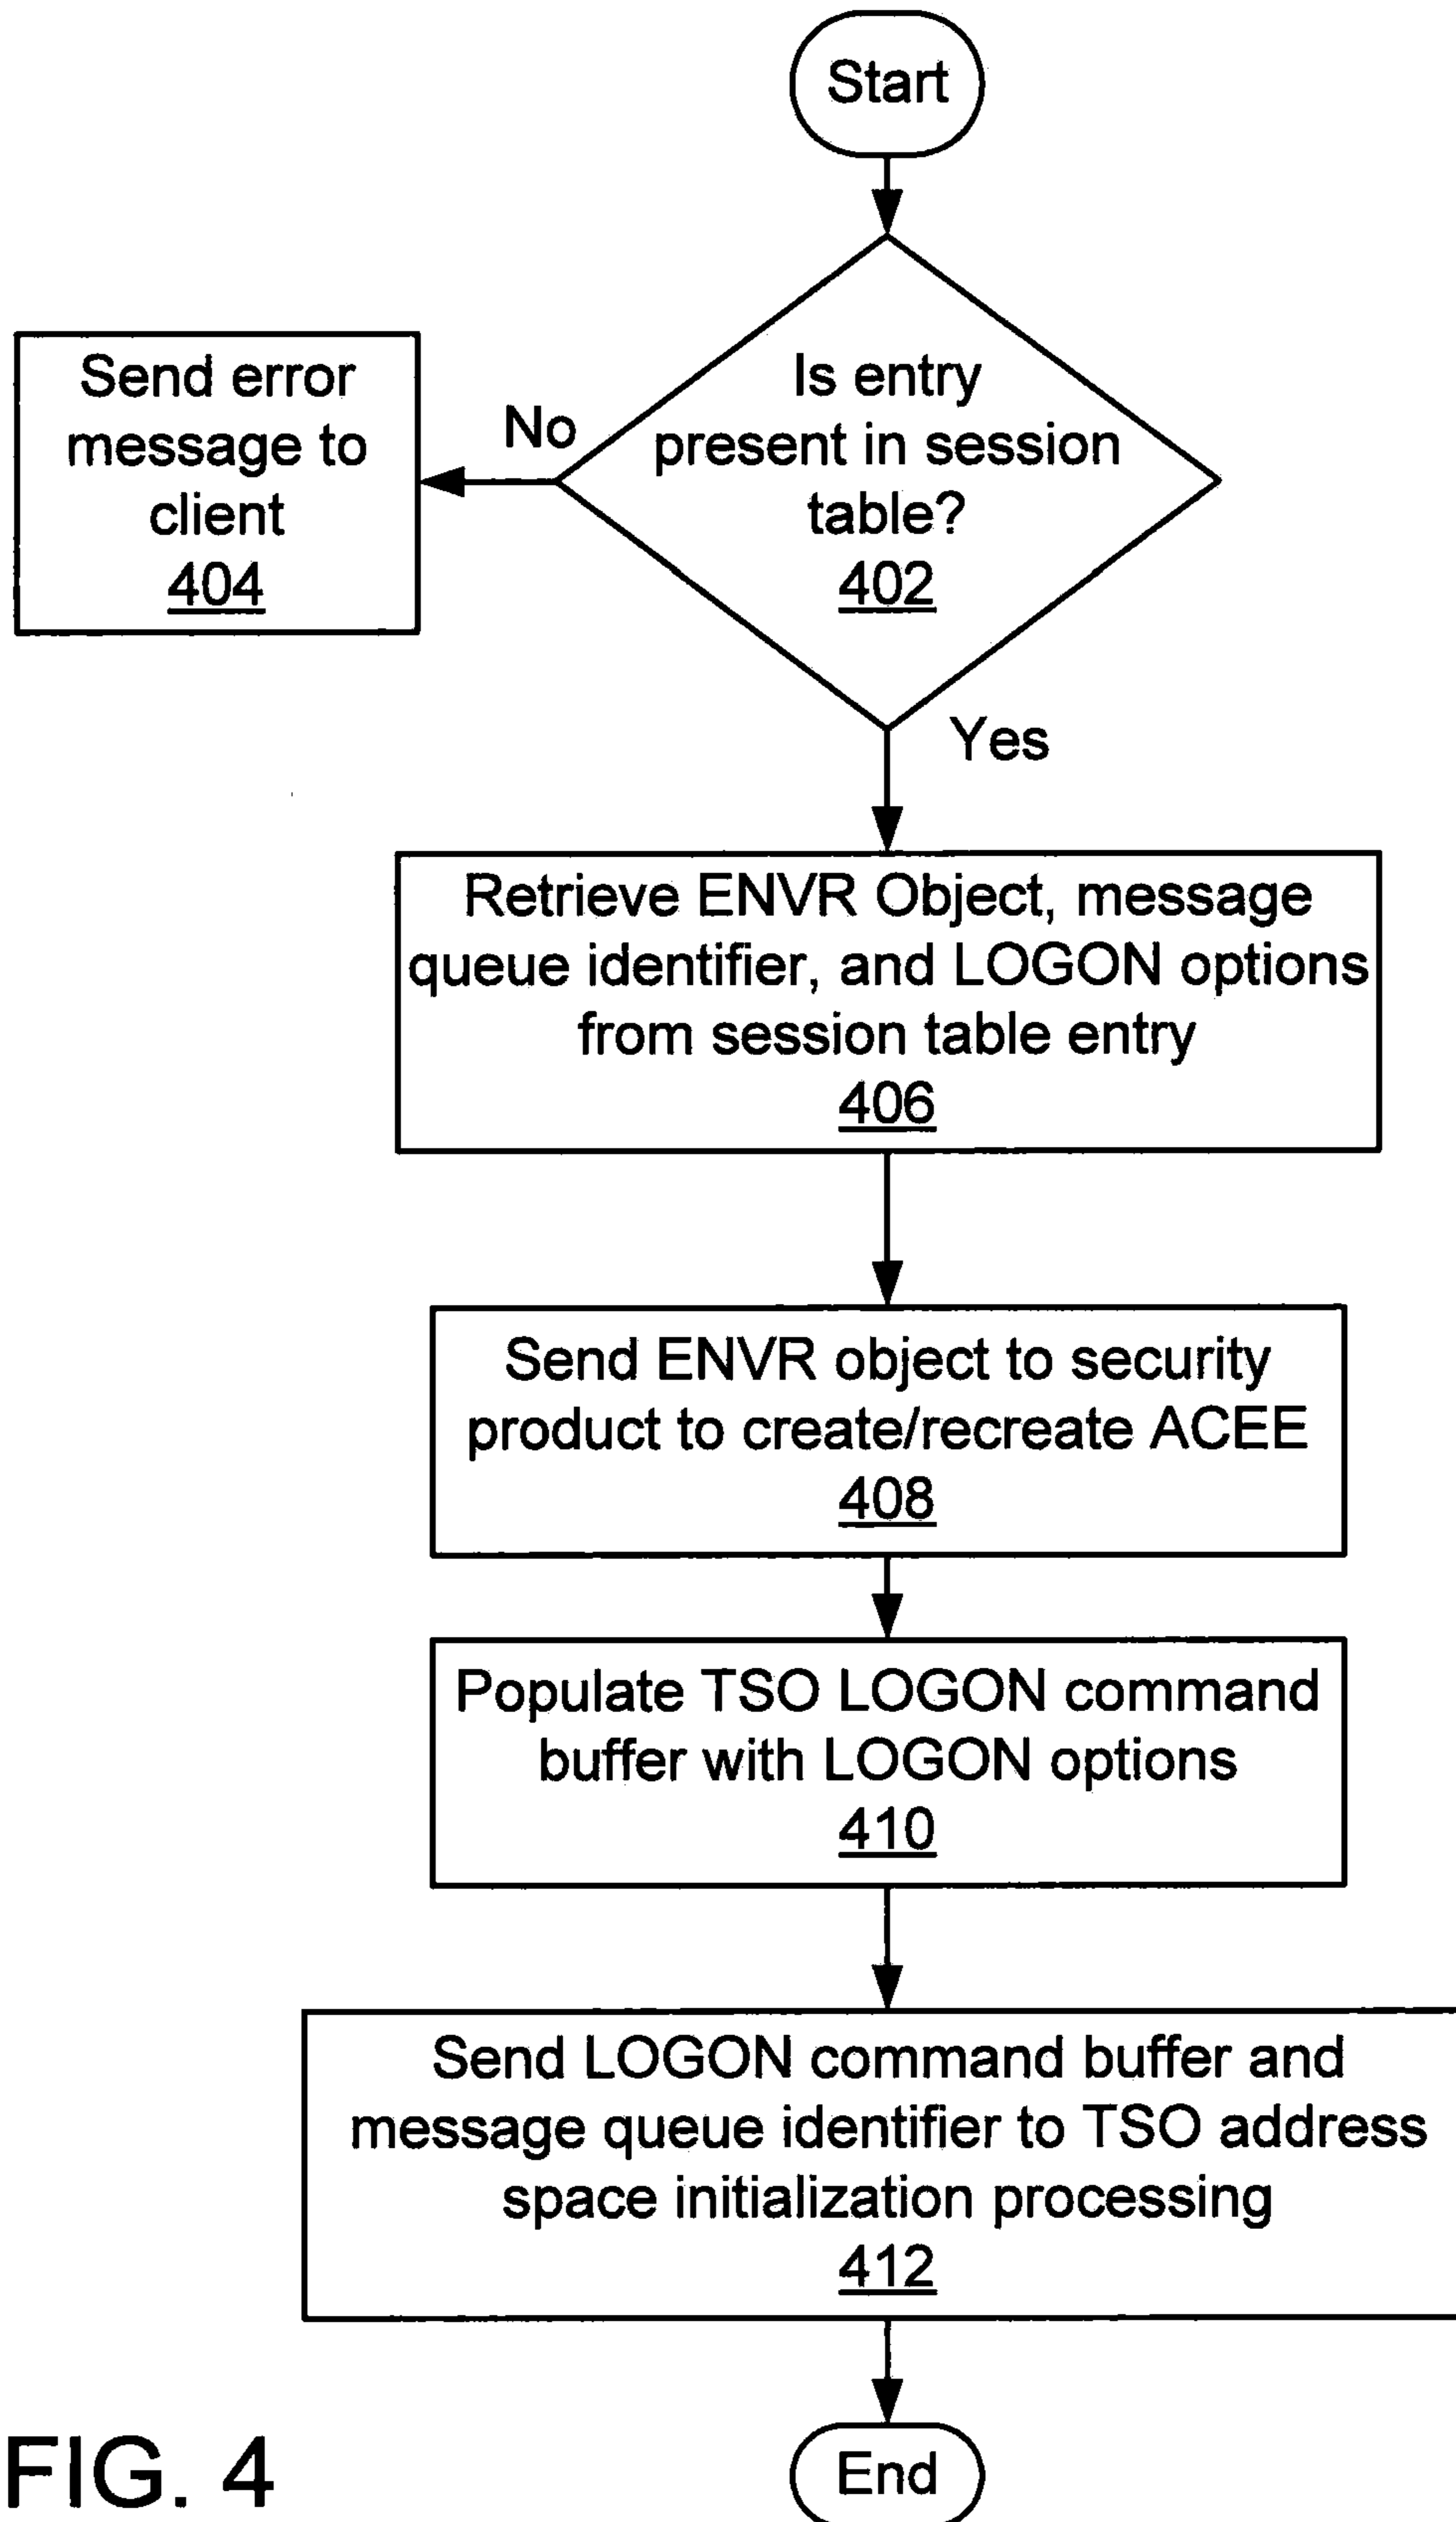 Start
Is entry
present in session
table?
402
No
Send error
message to
client
404
Yes
Retrieve ENVR Object, message
queue identifier, and LOGON options
from session table entry
406
Send ENVR object to security
product to create/recreate ACEE
408
Populate TSO LOGON command
buffer with LOGON options
410
Send LOGON command buffer and
message queue identifier to TSO address
space initialization processing
412
End
FIG. 4